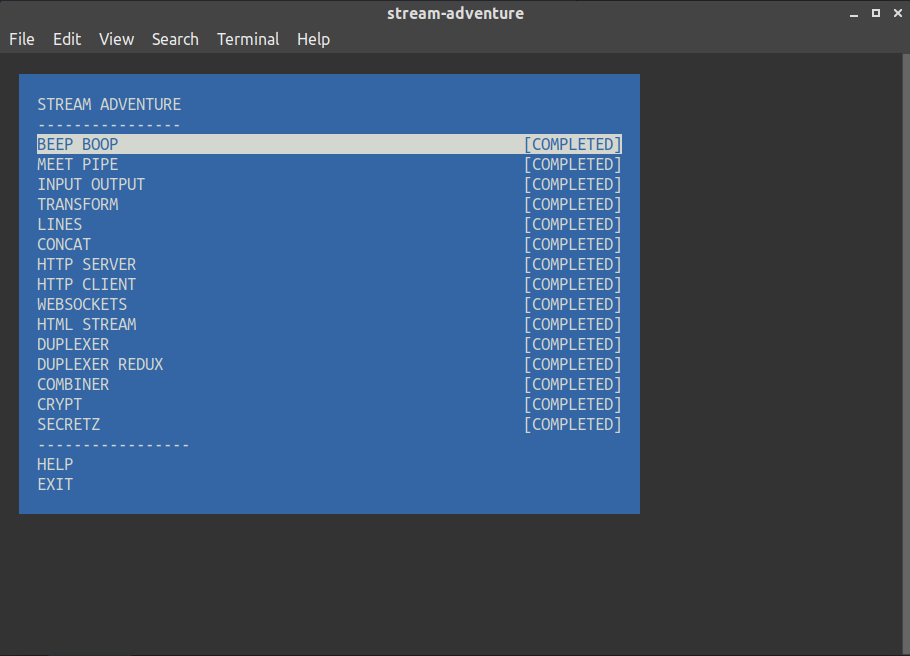 stream-adventure
File Edit View Search Terminal Help
STREAM ADVENTURE
----------------
BEEP BOOP [COMPLETED]
MEET PIPE [COMPLETED]
INPUT OUTPUT [COMPLETED]
TRANSFORM [COMPLETED]
LINES [COMPLETED]
CONCAT [COMPLETED]
HTTP SERVER [COMPLETED]
HTTP CLIENT [COMPLETED]
WEBSOCKETS [COMPLETED]
HTML STREAM [COMPLETED]
DUPLEXER [COMPLETED]
DUPLEXER REDUX [COMPLETED]
COMBINER [COMPLETED]
CRYPT [COMPLETED]
SECRETZ [COMPLETED]
-----------------
HELP
EXIT